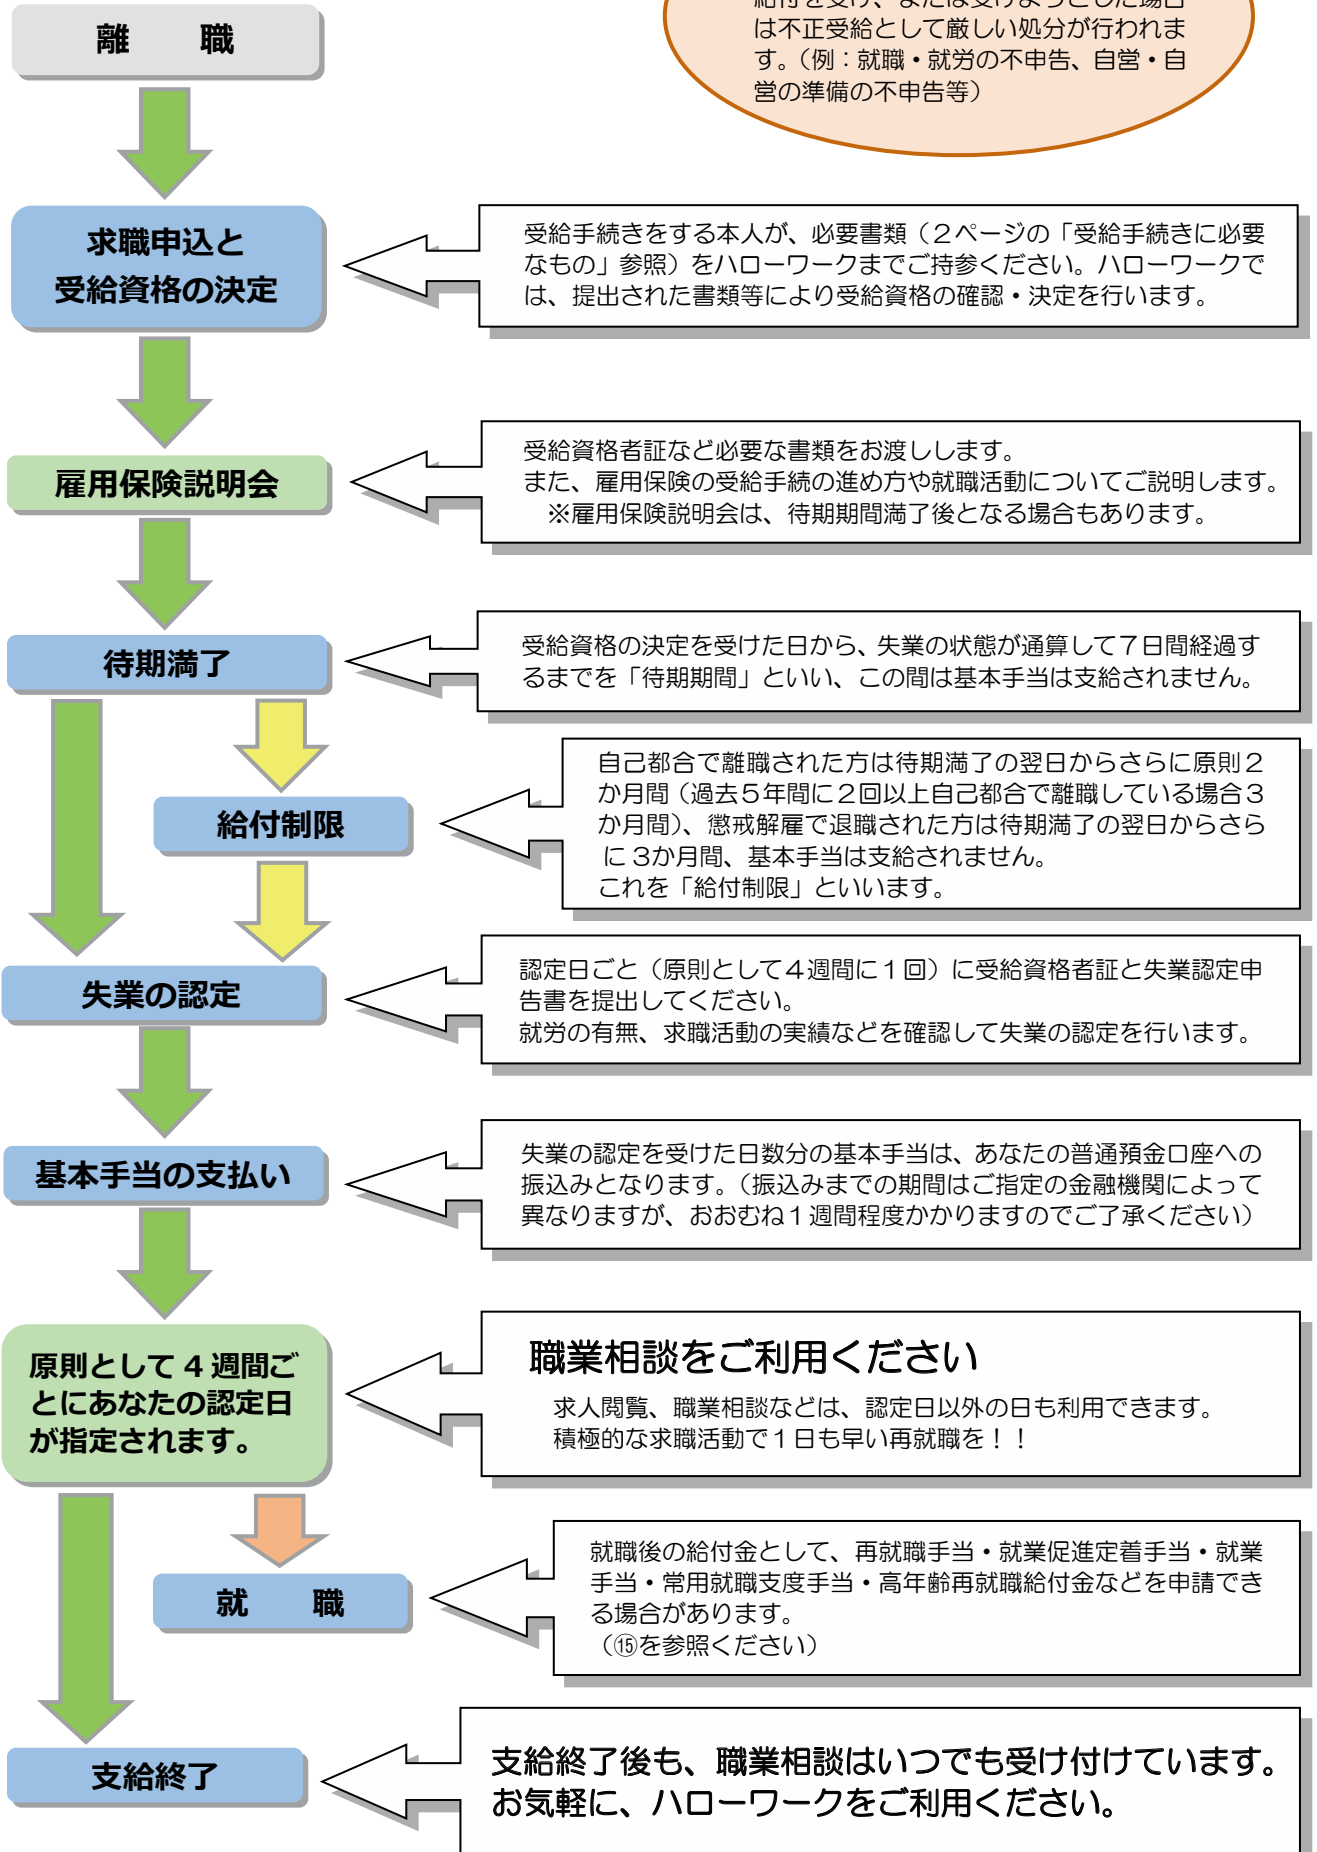 給付を受け、または受けようとした場合
は不正受給として厳しい処分が行われま
す。（例：就職・就労の不申告、自営・自
営の準備の不申告等）
離　職
求職申込と
受給資格の決定
受給手続きをする本人が、必要書類（２ページの「受給手続きに必要
なもの」参照）をハローワークまでご持参ください。ハローワークで
は、提出された書類等により受給資格の確認・決定を行います。
雇用保険説明会
受給資格者証など必要な書類をお渡しします。
また、雇用保険の受給手続の進め方や就職活動についてご説明します。
※雇用保険説明会は、待期期間満了後となる場合もあります。
待期満了
受給資格の決定を受けた日から、失業の状態が通算して７日間経過す
るまでを「待期期間」といい、この間は基本手当は支給されません。
給付制限
自己都合で離職された方は待期満了の翌日からさらに原則２
か月間（過去５年間に２回以上自己都合で離職している場合３
か月間）、懲戒解雇で退職された方は待期満了の翌日からさら
に３か月間、基本手当は支給されません。
これを「給付制限」といいます。
失業の認定
認定日ごと（原則として４週間に１回）に受給資格者証と失業認定申
告書を提出してください。
就労の有無、求職活動の実績などを確認して失業の認定を行います。
基本手当の支払い
失業の認定を受けた日数分の基本手当は、あなたの普通預金口座への
振込みとなります。（振込みまでの期間はご指定の金融機関によって
異なりますが、おおむね１週間程度かかりますのでご了承ください）
原則として４週間ご
とにあなたの認定日
が指定されます。
職業相談をご利用ください
求人閲覧、職業相談などは、認定日以外の日も利用できます。
積極的な求職活動で１日も早い再就職を！！
就　職
就職後の給付金として、再就職手当・就業促進定着手当・就業
手当・常用就職支度手当・高年齢再就職給付金などを申請でき
る場合があります。
（⑮を参照ください）
支給終了
支給終了後も、職業相談はいつでも受け付けています。
お気軽に、ハローワークをご利用ください。